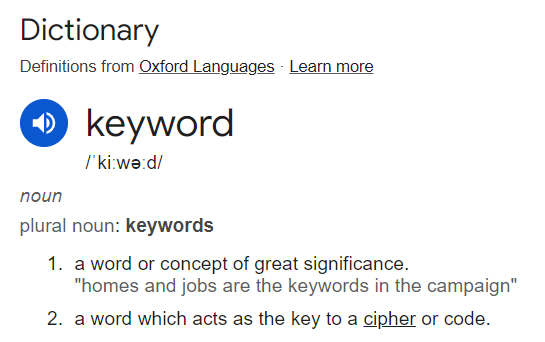 Dictionary
Definitions from Oxford Languages · Learn more
keyword
/ˈkiːwəːd/
noun
plural noun: keywords
1. a word or concept of great significance.
"homes and jobs are the keywords in the campaign"
2. a word which acts as the key to a cipher or code.